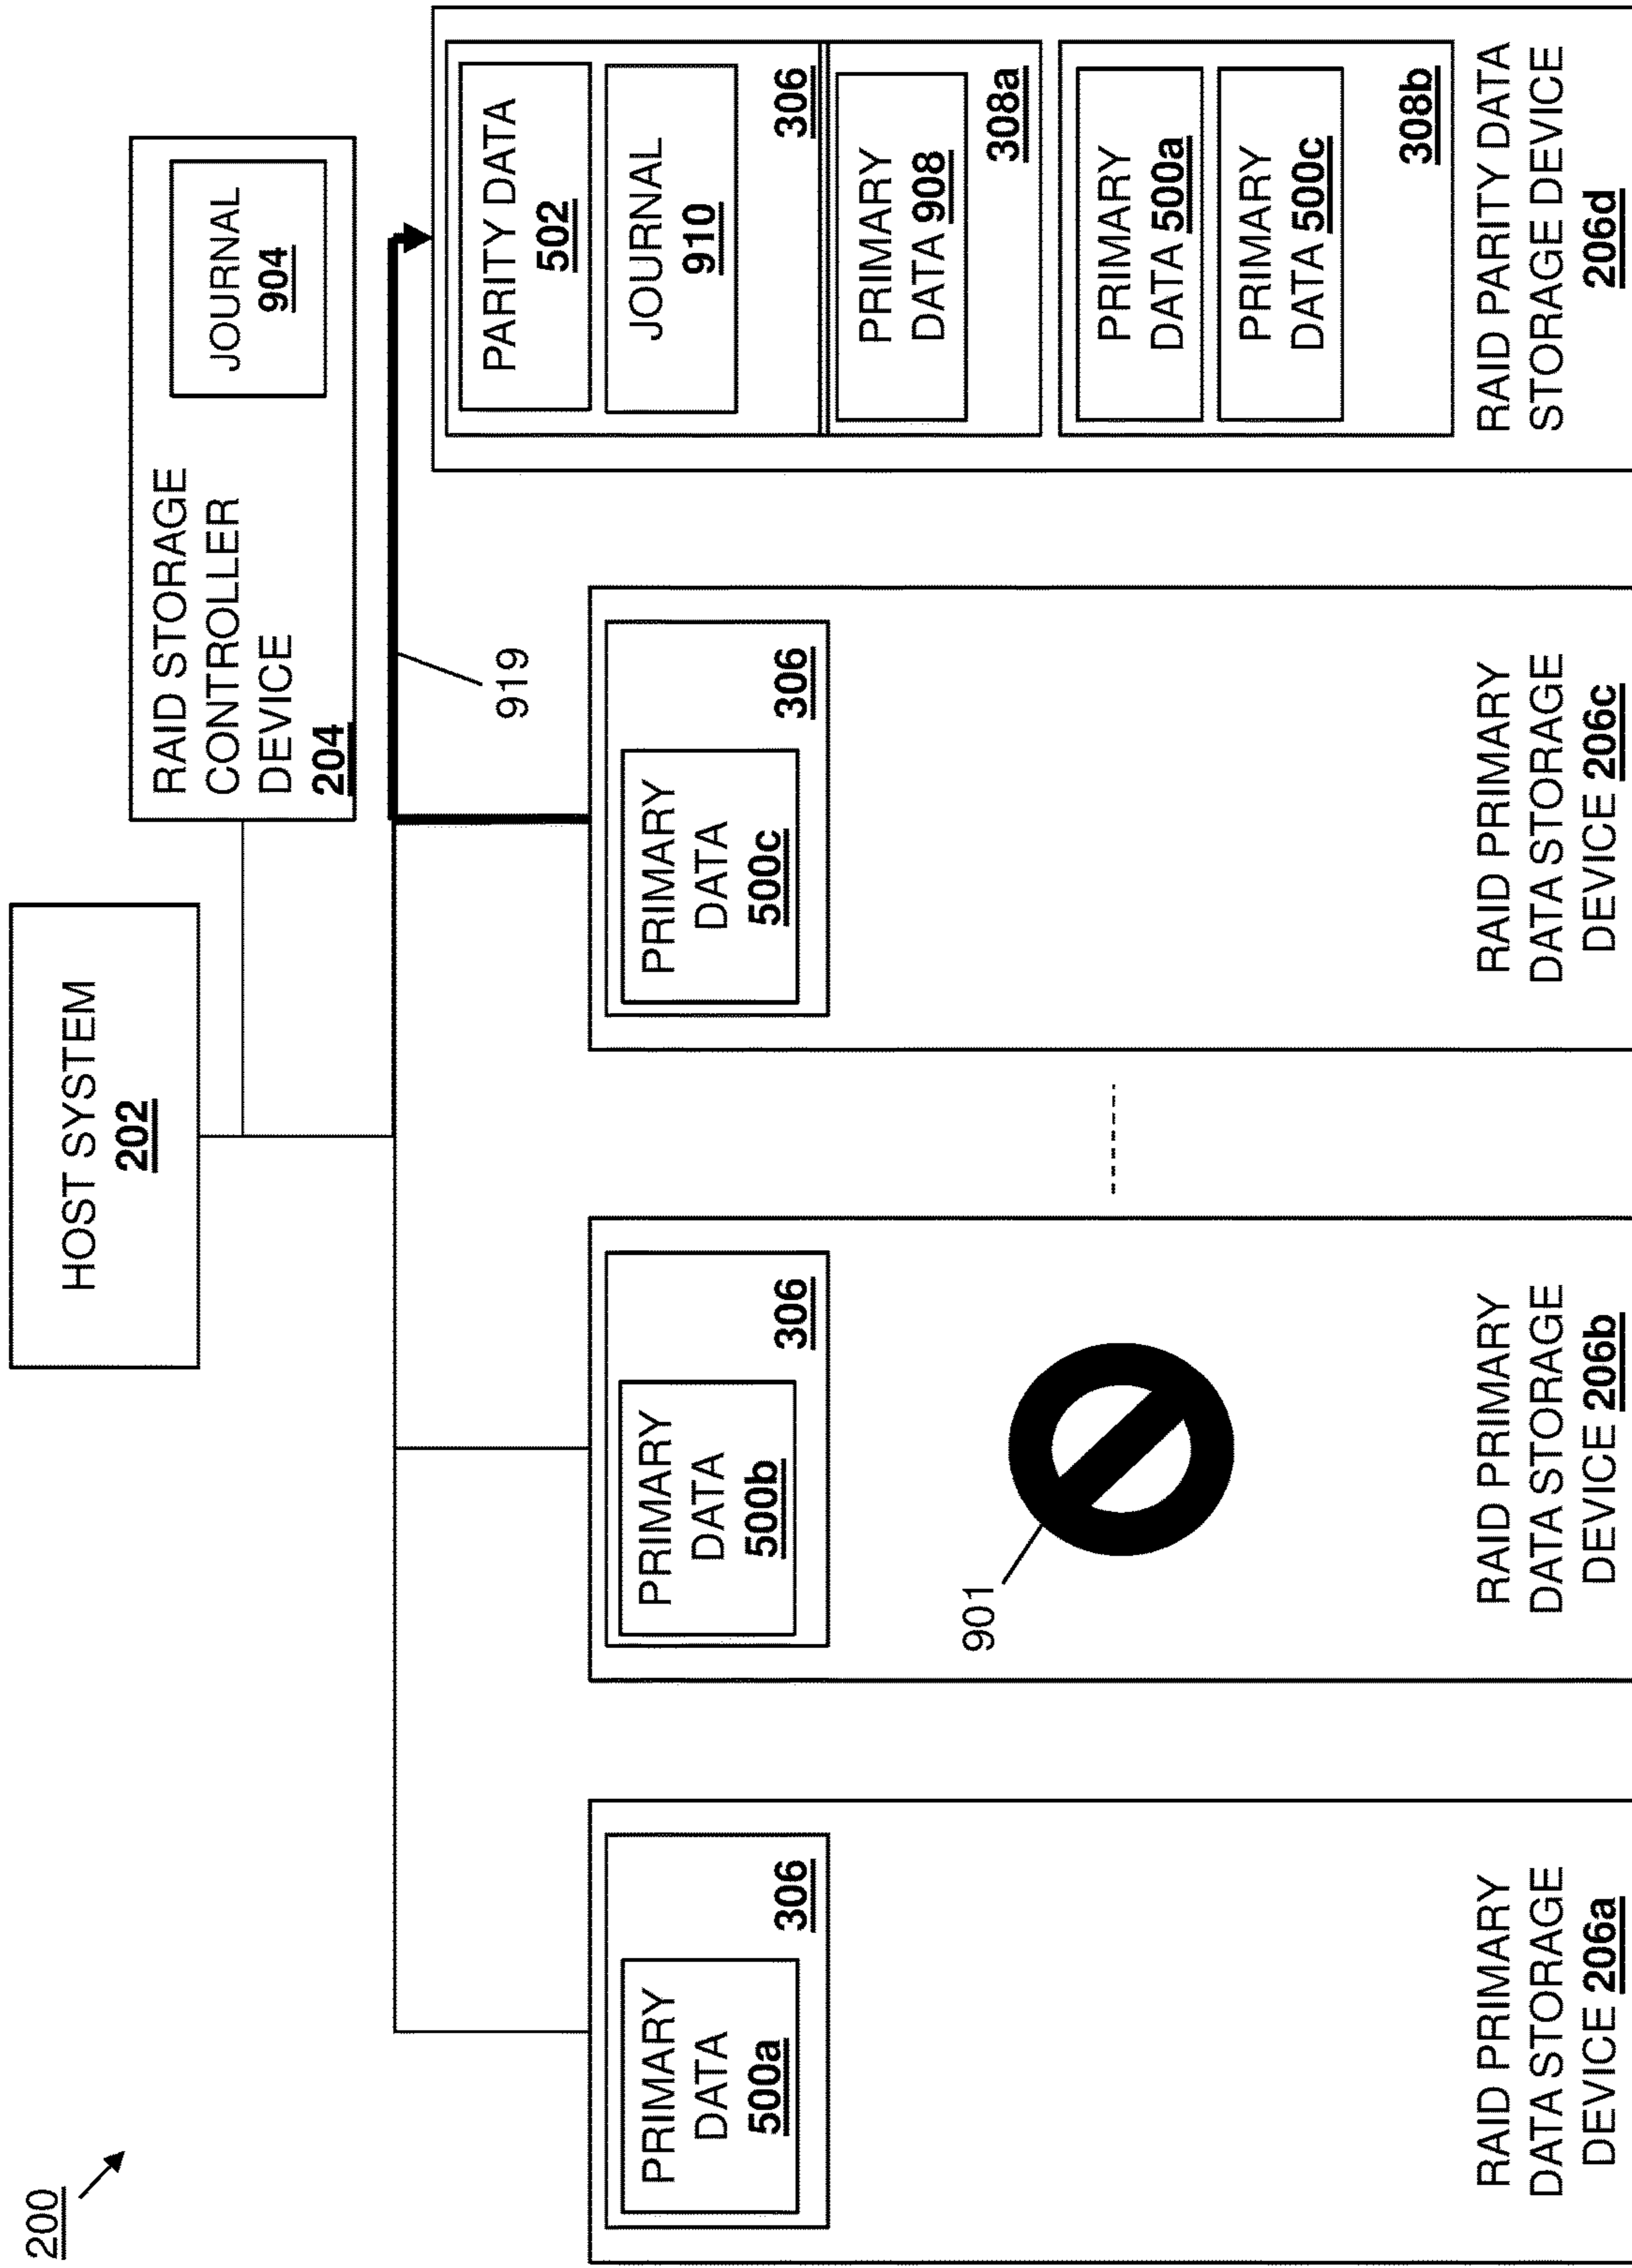 200
HOST SYSTEM
202
RAID STORAGE
CONTROLLER
DEVICE
204
JOURNAL
904
919
PRIMARY
DATA
500a
306
RAID PRIMARY
DATA STORAGE
DEVICE 206a
PRIMARY
DATA
500b
306
901
RAID PRIMARY
DATA STORAGE
DEVICE 206b
PRIMARY
DATA
500c
306
RAID PRIMARY
DATA STORAGE
DEVICE 206c
PARITY DATA
502
JOURNAL
910
306
PRIMARY
DATA 908
308a
PRIMARY
DATA 500a
PRIMARY
DATA 500c
308b
RAID PARITY DATA
STORAGE DEVICE
206d